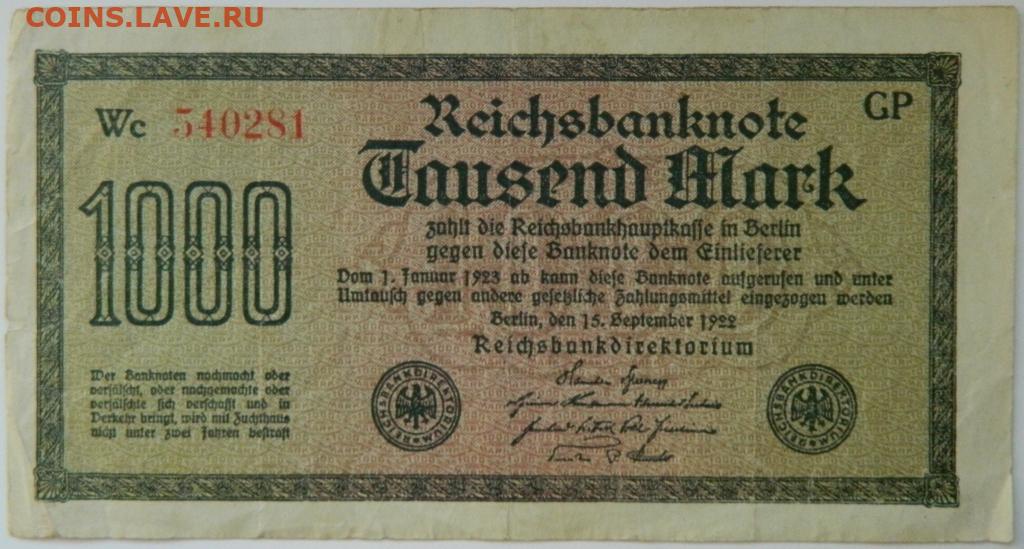 COINS.LAVE.RU
Wc 540281
Reichsbanknote
GP
Tausend Mark
1000
zahlt die Reichsbankhauptkasse in Berlin
gegen diese Banknote dem Einlieferer
Vom 1. Januar 1923 ab kann diese Banknote aufgerufen und unter
Umtausch gegen andere gesetzliche Zahlungsmittel eingezogen werden
Berlin, den 15. September 1922
Reichsbankdirektorium
Wer Banknoten nachmacht oder
verfälscht, oder nachgemachte oder
verfälschte sich verschafft und in
Verkehr bringt, wird mit Zuchthaus
nicht unter zwei Jahren bestraft
REICHSBANKDIREKTORIUM
REICHSBANKDIREKTORIUM